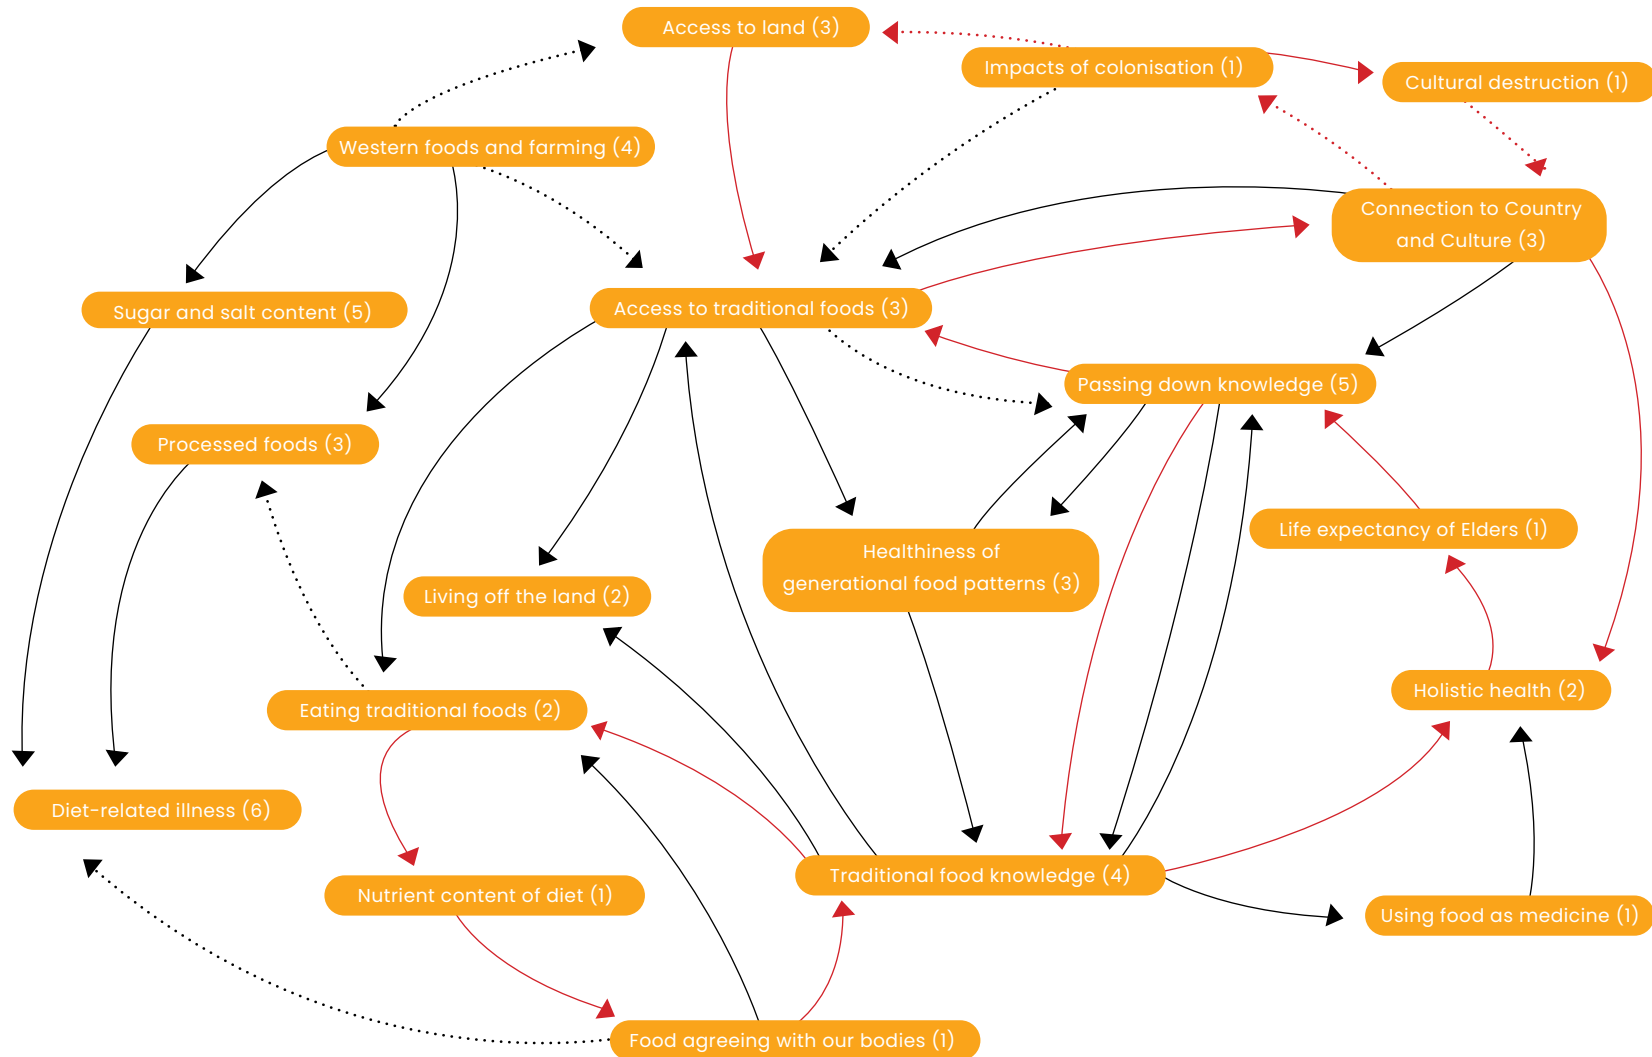 Access to land (3)
Impacts of colonisation (1)
Cultural destruction (1)
Western foods and farming (4)
Connection to Country
and Culture (3)
Sugar and salt content (5)
Access to traditional foods (3)
Passing down knowledge (5)
Processed foods (3)
Life expectancy of Elders (1)
Healthiness of
generational food patterns (3)
Living off the land (2)
Holistic health (2)
Eating traditional foods (2)
Diet-related illness (6)
Traditional food knowledge (4)
Nutrient content of diet (1)
Using food as medicine (1)
Food agreeing with our bodies (1)